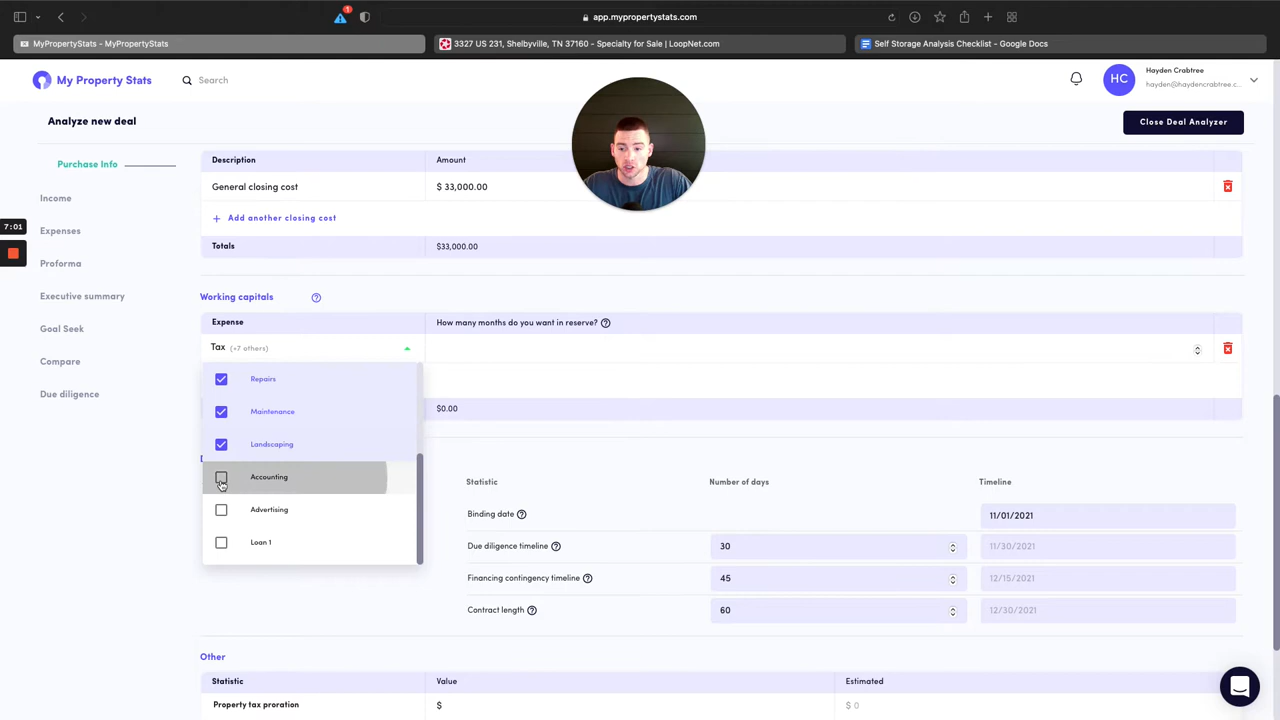 1
app.mypropertystats.com
MyPropertyStats - MyPropertyStats
3327 US 231, Shelbyville, TN 37160 - Specialty for Sale | LoopNet.com
Self Storage Analysis Checklist - Google Docs
My Property Stats
Search
HC
Hayden Crabtree
hayden@haydencrabtree.c...
Analyze new deal
Close Deal Analyzer
Purchase Info
Income
Expenses
Proforma
Executive summary
Goal Seek
Compare
Due diligence
7:01
Description
Amount
General closing cost
$ 33,000.00
+ Add another closing cost
Totals
$33,000.00
Working capitals
Expense
How many months do you want in reserve?
Tax (+7 others)
Repairs
Maintenance
Landscaping
Accounting
Advertising
Loan 1
$0.00
D
Statistic
Number of days
Timeline
Binding date
11/01/2021
Due diligence timeline
30
11/30/2021
Financing contingency timeline
45
12/15/2021
Contract length
60
12/30/2021
Other
Statistic
Value
Estimated
Property tax proration
$
$ 0